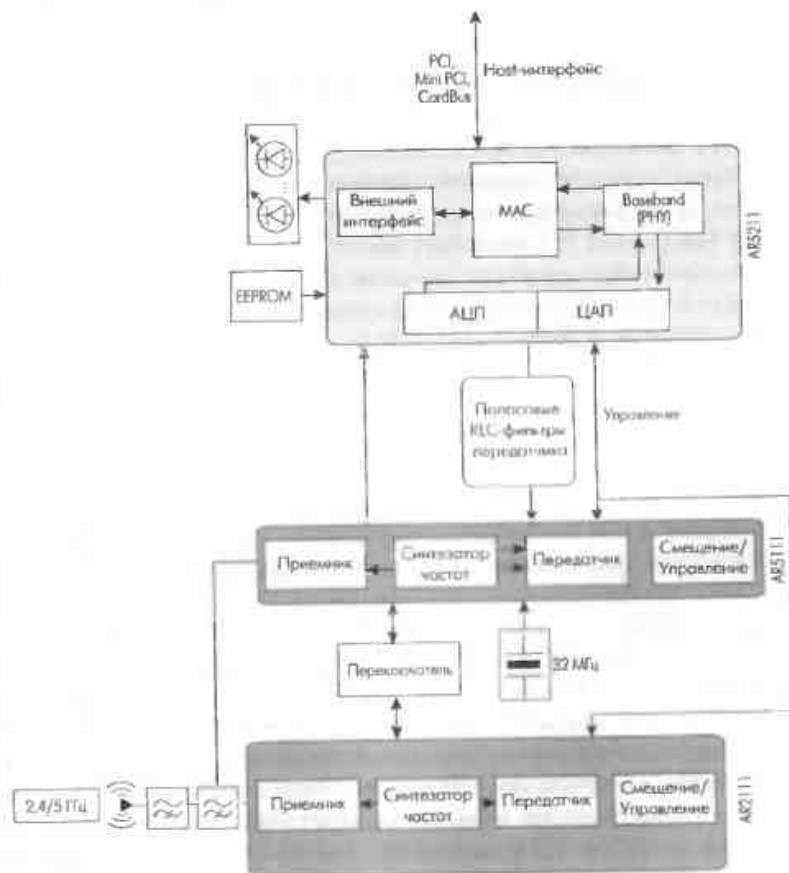 PCI,
Mini PCI,
CardBus
Host-интерфейс
Внешний
интерфейс
MAC
Baseband
(PHY)
AR5211
EEPROM
АЦП
ЦАП
Полосовые
RLC-фильтры
передатчика
Управление
Приемник
Синтезатор
частот
Передатчик
Смещение/
Управление
AR5111
Переключатель
32 МГц
2,4/5 ГГц
Приемник
Синтезатор
частот
Передатчик
Смещение/
Управление
AR2111